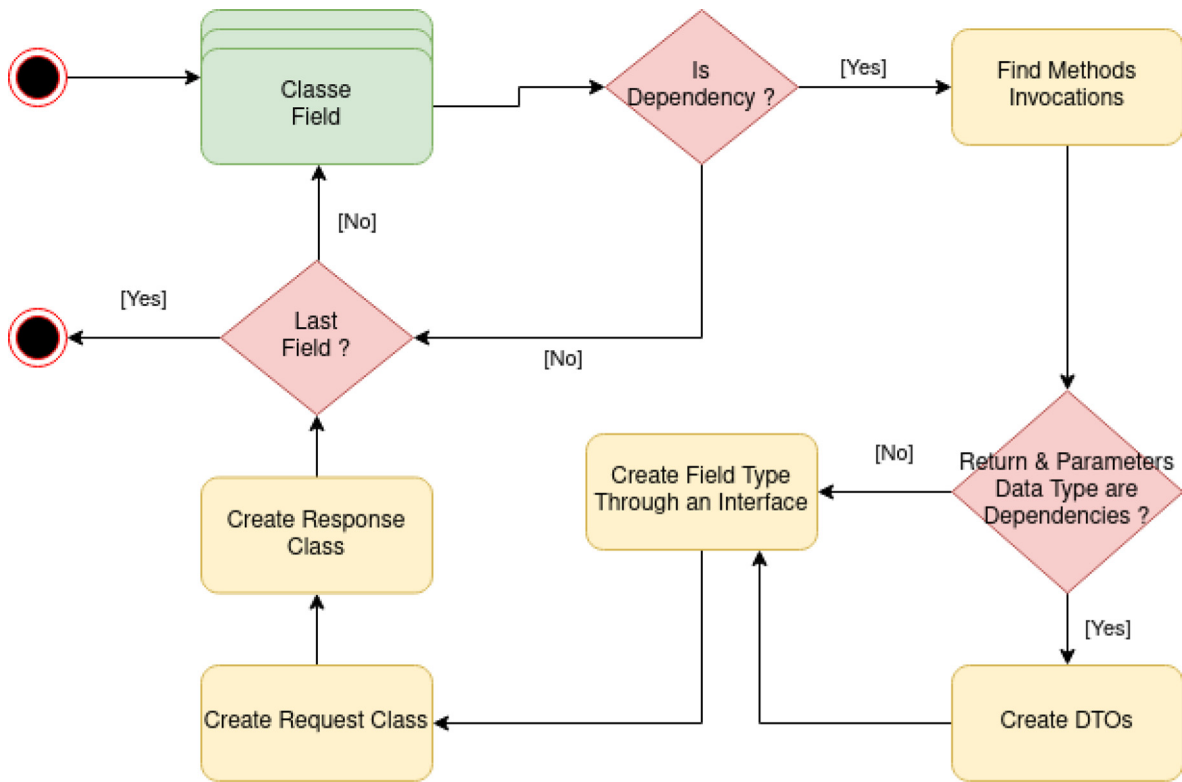 Classe
Field
Is
Dependency ?
[Yes]
Find Methods
Invocations
[No]
[Yes]
Last
Field ?
[No]
Create Field Type
Through an Interface
[No]
Return & Parameters
Data Type are
Dependencies ?
Create Response
Class
[Yes]
Create Request Class
Create DTOs